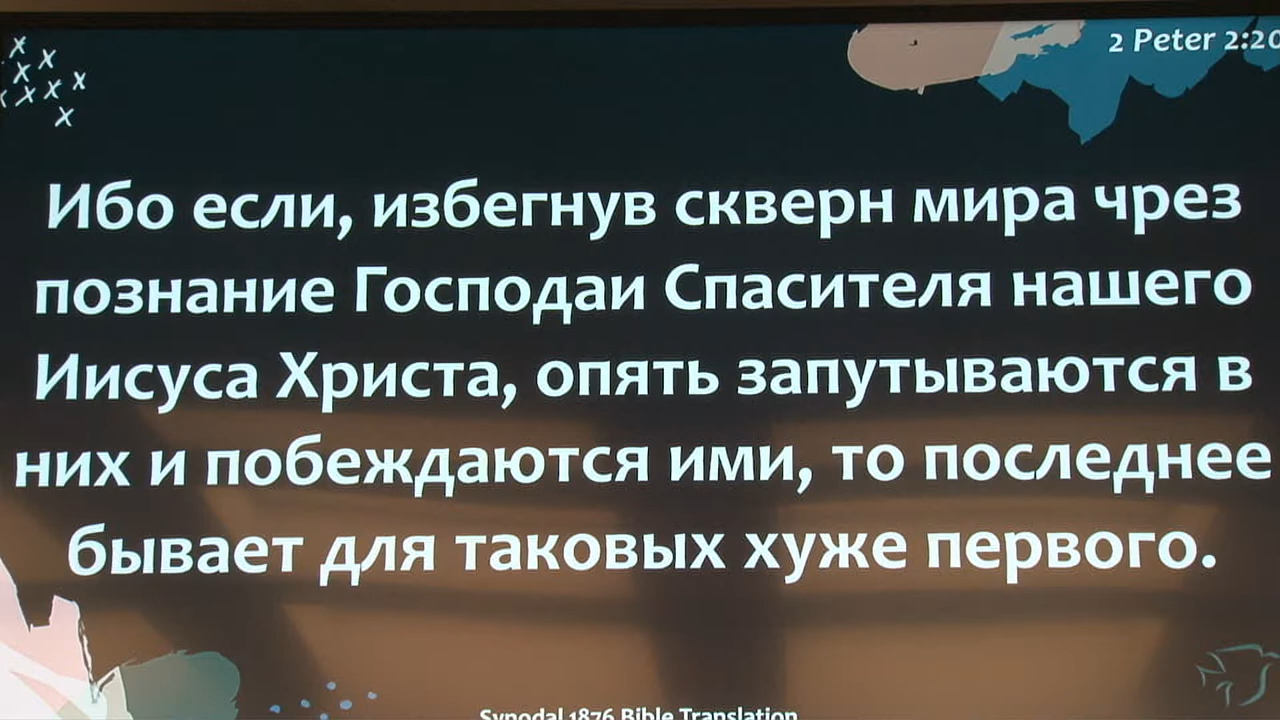 2 Peter 2:20
Ибо если, избегнув скверн мира чрез
познание Господаи Спасителя нашего
Иисуса Христа, опять запутываются в
них и побеждаются ими, то последнее
бывает для таковых хуже первого.
Synodal 1876 Bible Translation